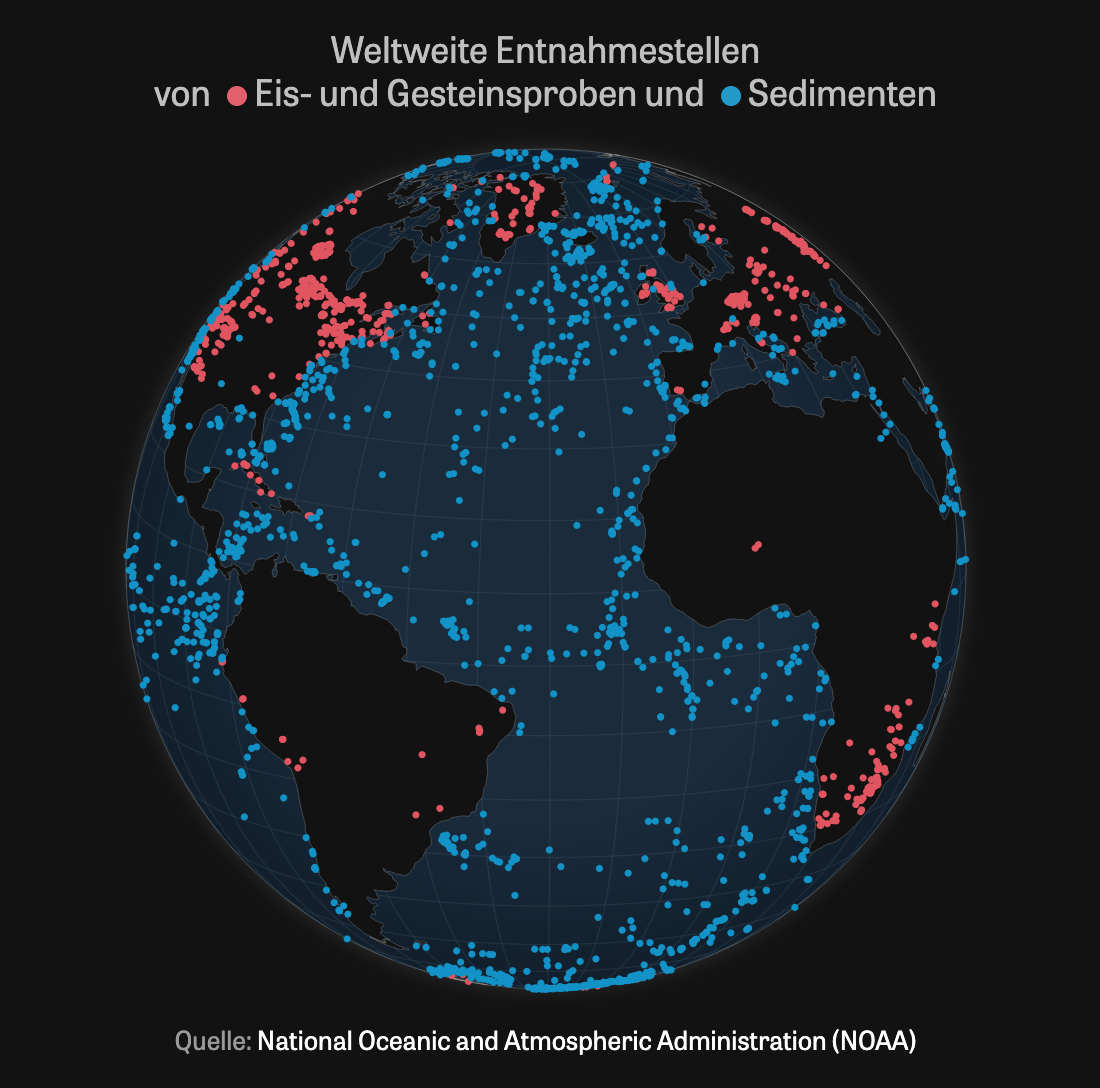 Weltweite Entnahmestellen
von Eis- und Gesteinsproben und Sedimenten
Quelle: National Oceanic and Atmospheric Administration (NOAA)